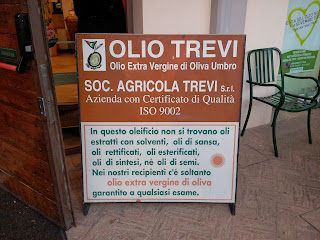 OLIO TREVI
Olio Extra Vergine di Oliva Umbro
SOC. AGRICOLA TREVI S.r.l.
Azienda con Certificato di Qualità
ISO 9002
In questo oleificio non si trovano oli
estratti con solventi, oli di sansa,
oli rettificati, oli esterificati,
oli di sintesi, nè oli di semi.
Nei nostri recipienti c'è soltanto
olio extra vergine di oliva
garantito a qualsiasi esame.